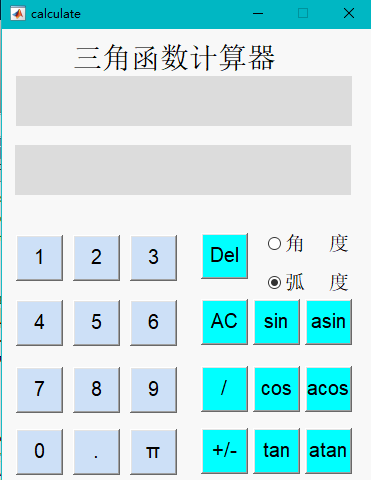 calculate
三角函数计算器
1 2 3 Del 角 度
弧 度
4 5 6 AC sin asin
7 8 9 / cos acos
0 . π +/- tan atan